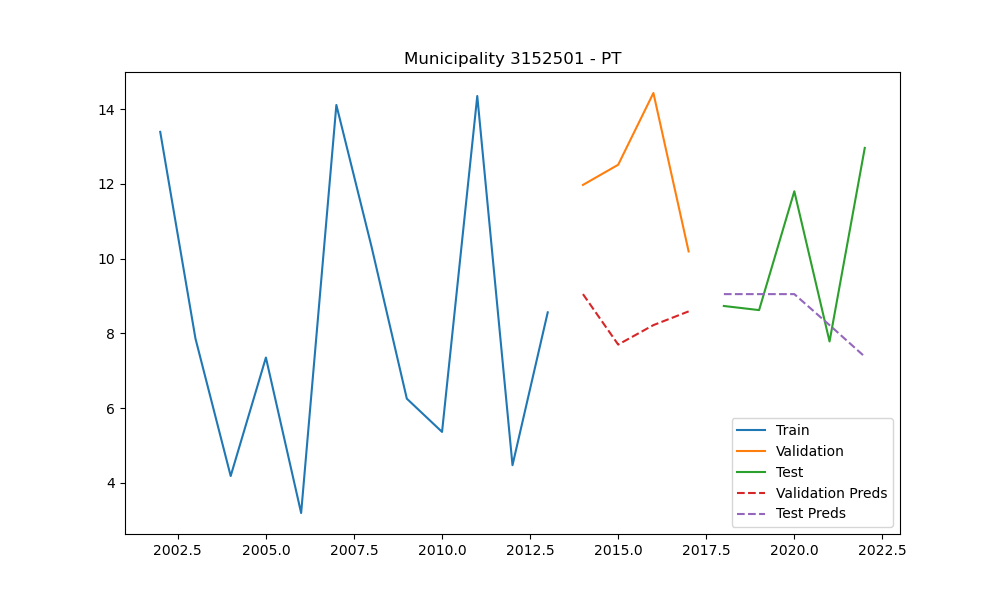 Municipality 3152501 - PT
14
12
10
8
6
4
2002.5 2005.0 2007.5 2010.0 2012.5 2015.0 2017.5 2020.0 2022.5
Train
Validation
Test
Validation Preds
Test Preds